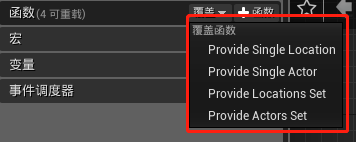 函数 (4 可重载) 覆盖 + 函数
宏
变量
事件调度器
覆盖函数
Provide Single Location
Provide Single Actor
Provide Locations Set
Provide Actors Set